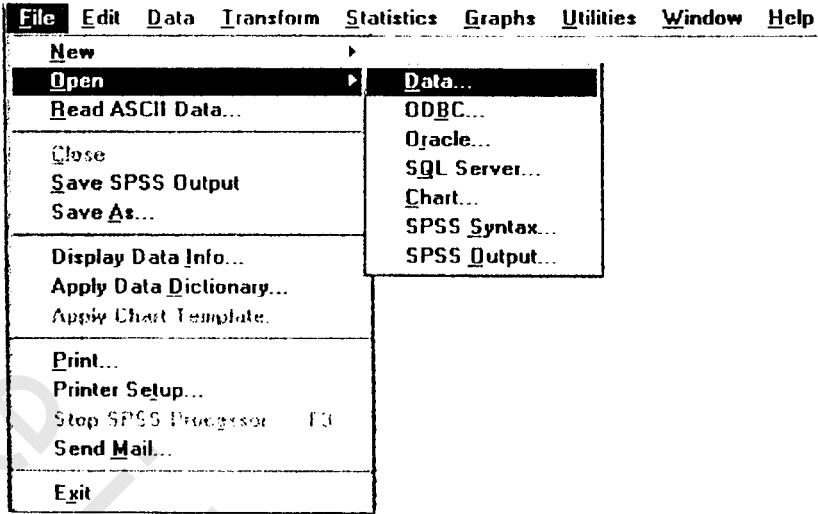 File Edit Data Transform Statistics Graphs Utilities Window Help
New
Open
Read ASCII Data...
Close
Save SPSS Output
Save As...
Display Data Info...
Apply Data Dictionary...
Apply Chart Template.
Print...
Printer Setup...
Stop SPSS Processor F3
Send Mail...
Exit
Data...
ODBC...
Oracle...
SQL Server...
Chart...
SPSS Syntax...
SPSS Output...